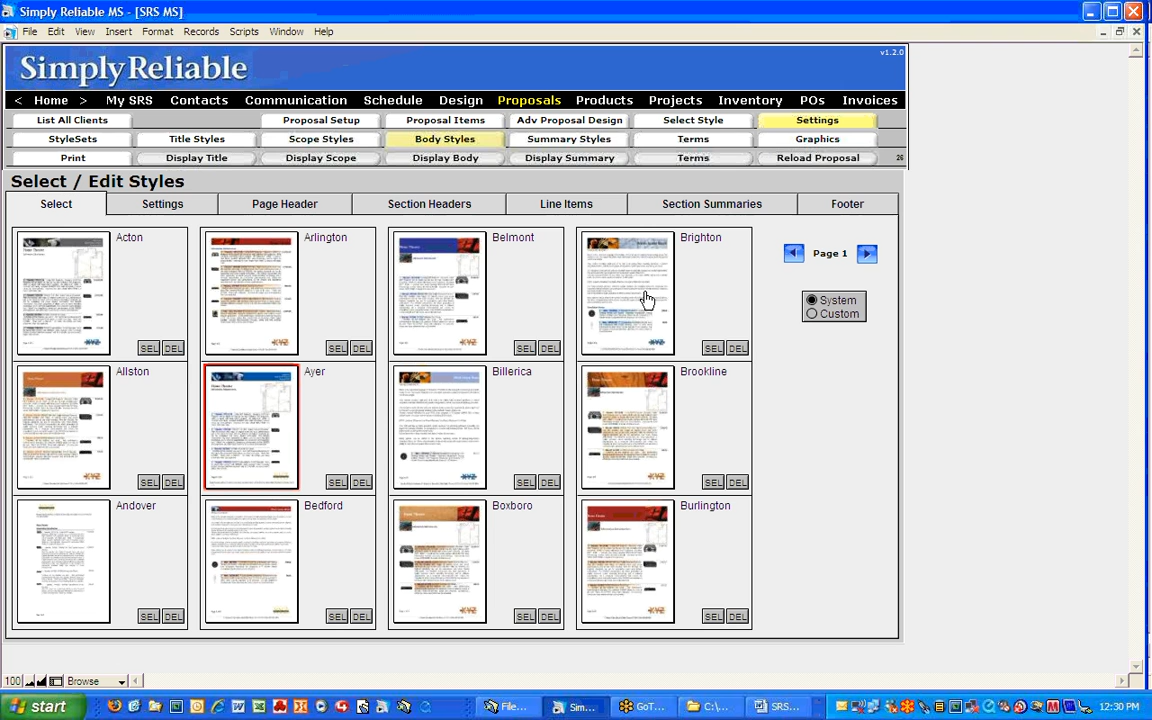 Simply Reliable MS - [SRS MS]
File Edit View Insert Format Records Scripts Window Help
v1.2.0
SimplyReliable
< Home > My SRS Contacts Communication Schedule Design Proposals Products Projects Inventory POs Invoices
List All Clients Proposal Setup Proposal Items Adv Proposal Design Select Style Settings
StyleSets Title Styles Scope Styles Body Styles Summary Styles Terms Graphics
Print Display Title Display Scope Display Body Display Summary Terms Reload Proposal 26
Select / Edit Styles
Select Settings Page Header Section Headers Line Items Section Summaries Footer
Acton Arlington Belmont Brighton
Page 1
System
Custom
SEL DEL SEL DEL SEL DEL SEL DEL
Allston Ayer Billerica Brookline
SEL DEL SEL DEL SEL DEL SEL DEL
Andover Bedford Boxboro Burlington
SEL DEL SEL DEL SEL DEL SEL DEL
100 Browse
start File... Sim... GoT... C:\... SRS... 12:30 PM